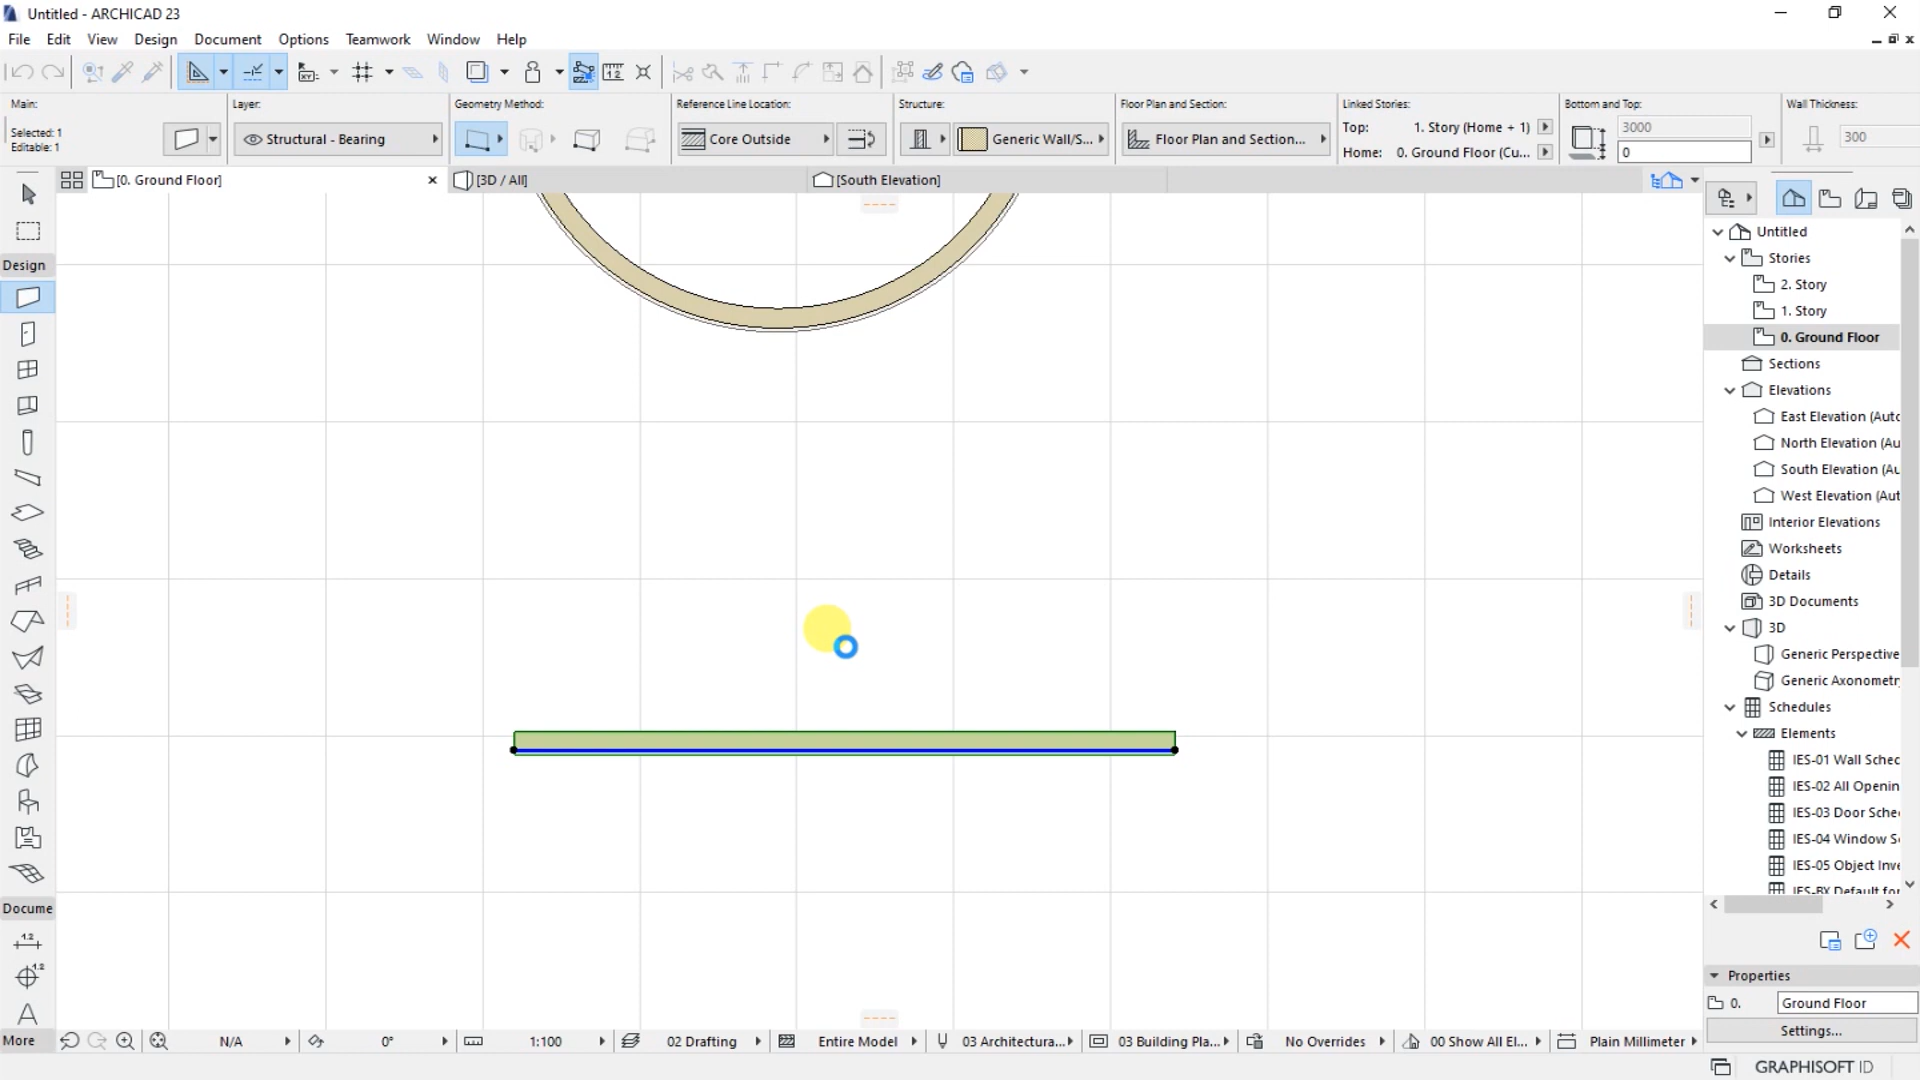 Untitled - ARCHICAD 23
File Edit View Design Document Options Teamwork Window Help
Main: Layer: Geometry Method: Reference Line Location: Structure: Floor Plan and Section: Linked Stories: Bottom and Top: Wall Thickness:
Selected: 1
Editable: 1
Structural - Bearing
Core Outside
Generic Wall/S...
Floor Plan and Section...
Top: 1. Story (Home + 1)
Home: 0. Ground Floor (Cu...
3000
0
300
[0. Ground Floor] [3D / All] [South Elevation]
Design
Docume
More
Untitled
Stories
2. Story
1. Story
0. Ground Floor
Sections
Elevations
East Elevation (Auto
North Elevation (Au
South Elevation (Au
West Elevation (Aut
Interior Elevations
Worksheets
Details
3D Documents
3D
Generic Perspective
Generic Axonometr
Schedules
Elements
IES-01 Wall Sched
IES-02 All Openin
IES-03 Door Sche
IES-04 Window S
IES-05 Object Inve
IES-BX Default for
Properties
0. Ground Floor
Settings...
N/A 0° 1:100 02 Drafting Entire Model 03 Architectura... 03 Building Pla... No Overrides 00 Show All El... Plain Millimeter
GRAPHISOFT ID